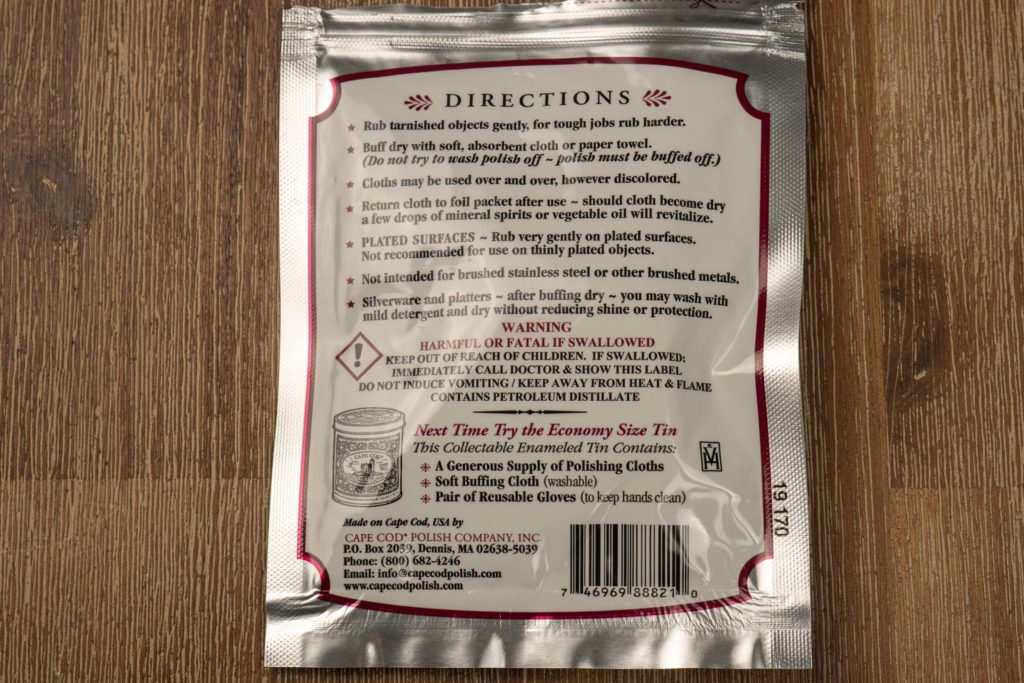 DIRECTIONS
Rub tarnished objects gently, for tough jobs rub harder.
Buff dry with soft, absorbent cloth or paper towel.
(Do not try to wash polish off ~ polish must be buffed off.)
Cloths may be used over and over, however discolored.
Return cloth to foil packet after use ~ should cloth become dry
a few drops of mineral spirits or vegetable oil will revitalize.
PLATED SURFACES ~ Rub very gently on plated surfaces.
Not recommended for use on thinly plated objects.
Not intended for brushed stainless steel or other brushed metals.
Silverware and platters ~ after buffing dry ~ you may wash with
mild detergent and dry without reducing shine or protection.
WARNING
HARMFUL OR FATAL IF SWALLOWED
KEEP OUT OF REACH OF CHILDREN. IF SWALLOWED:
IMMEDIATELY CALL DOCTOR & SHOW THIS LABEL
DO NOT INDUCE VOMITING / KEEP AWAY FROM HEAT & FLAME
CONTAINS PETROLEUM DISTILLATE
Next Time Try the Economy Size Tin
This Collectable Enameled Tin Contains:
A Generous Supply of Polishing Cloths
Soft Buffing Cloth (washable)
Pair of Reusable Gloves (to keep hands clean)
CAPE COD
Made on Cape Cod, USA by
CAPE COD® POLISH COMPANY, INC.
P.O. Box 2039, Dennis, MA 02638-5039
Phone: (800) 682-4246
Email: info@capecodpolish.com
www.capecodpolish.com
7 46969 88821 0
19 170